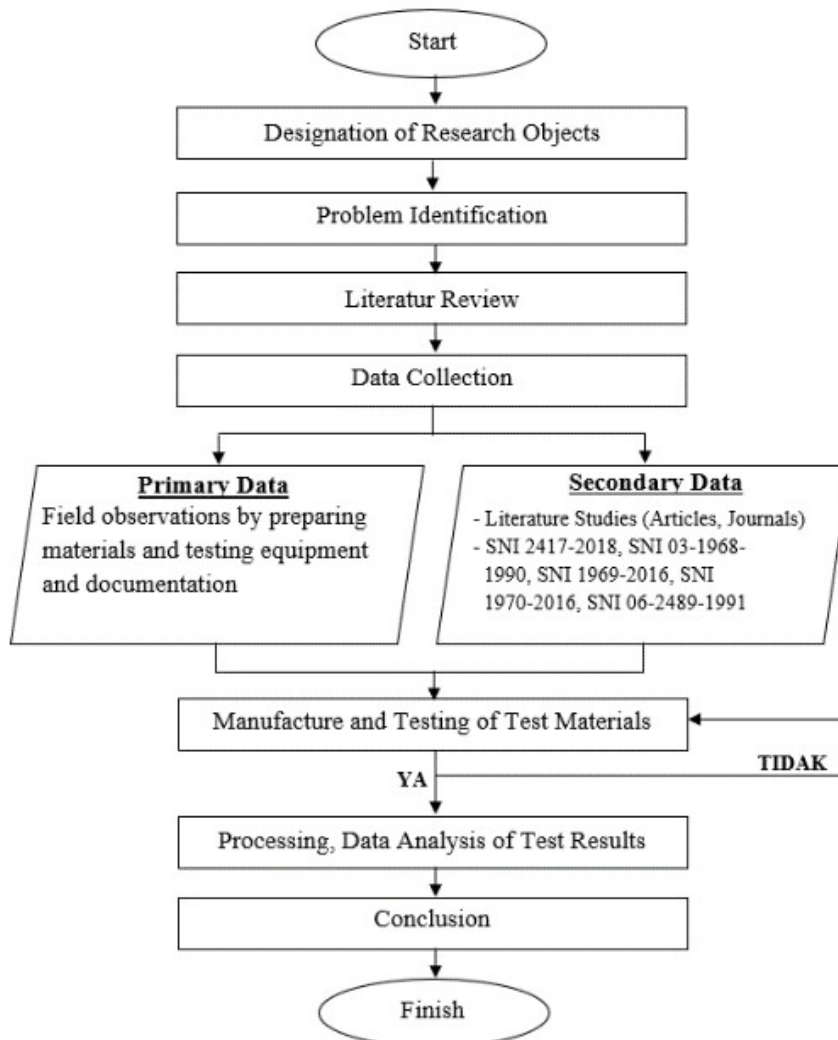 Start
Designation of Research Objects
Problem Identification
Literatur Review
Data Collection
Primary Data
Field observations by preparing
materials and testing equipment
and documentation
Secondary Data
- Literature Studies (Articles, Journals)
- SNI 2417-2018, SNI 03-1968-
1990, SNI 1969-2016, SNI
1970-2016, SNI 06-2489-1991
Manufacture and Testing of Test Materials
TIDAK
YA
Processing, Data Analysis of Test Results
Conclusion
Finish